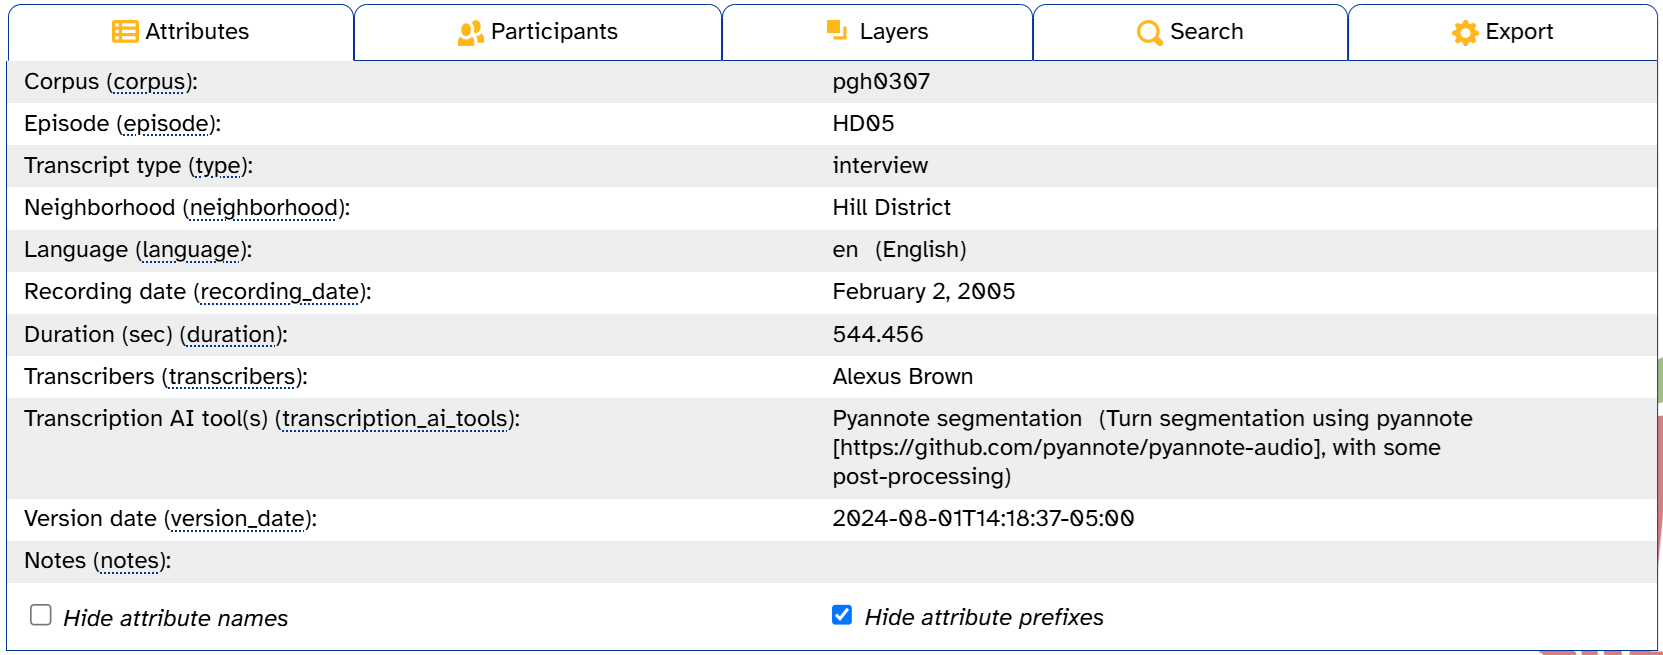 Attributes Participants Layers Search Export
Corpus (corpus): pgh0307
Episode (episode): HD05
Transcript type (type): interview
Neighborhood (neighborhood): Hill District
Language (language): en (English)
Recording date (recording_date): February 2, 2005
Duration (sec) (duration): 544.456
Transcribers (transcribers): Alexus Brown
Transcription AI tool(s) (transcription_ai_tools): Pyannote segmentation (Turn segmentation using pyannote
[https://github.com/pyannote/pyannote-audio], with some
post-processing)
Version date (version_date): 2024-08-01T14:18:37-05:00
Notes (notes):
Hide attribute names Hide attribute prefixes